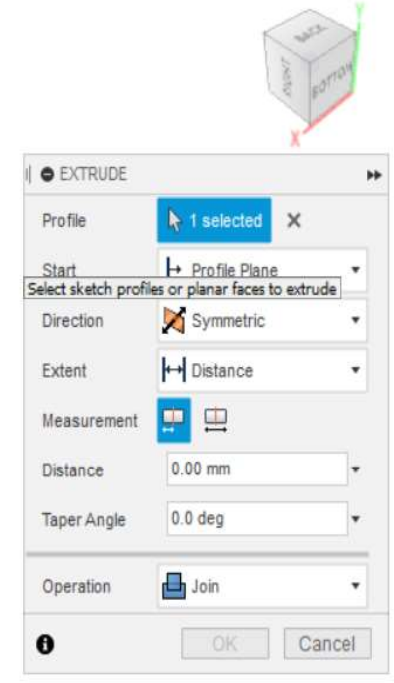 Y
BACK
RIGHT
BOTTOM
X
EXTRUDE
Profile
1 selected
Start
Profile Plane
Select sketch profiles or planar faces to extrude
Direction
Symmetric
Extent
Distance
Measurement
Distance
0.00 mm
Taper Angle
0.0 deg
Operation
Join
OK
Cancel